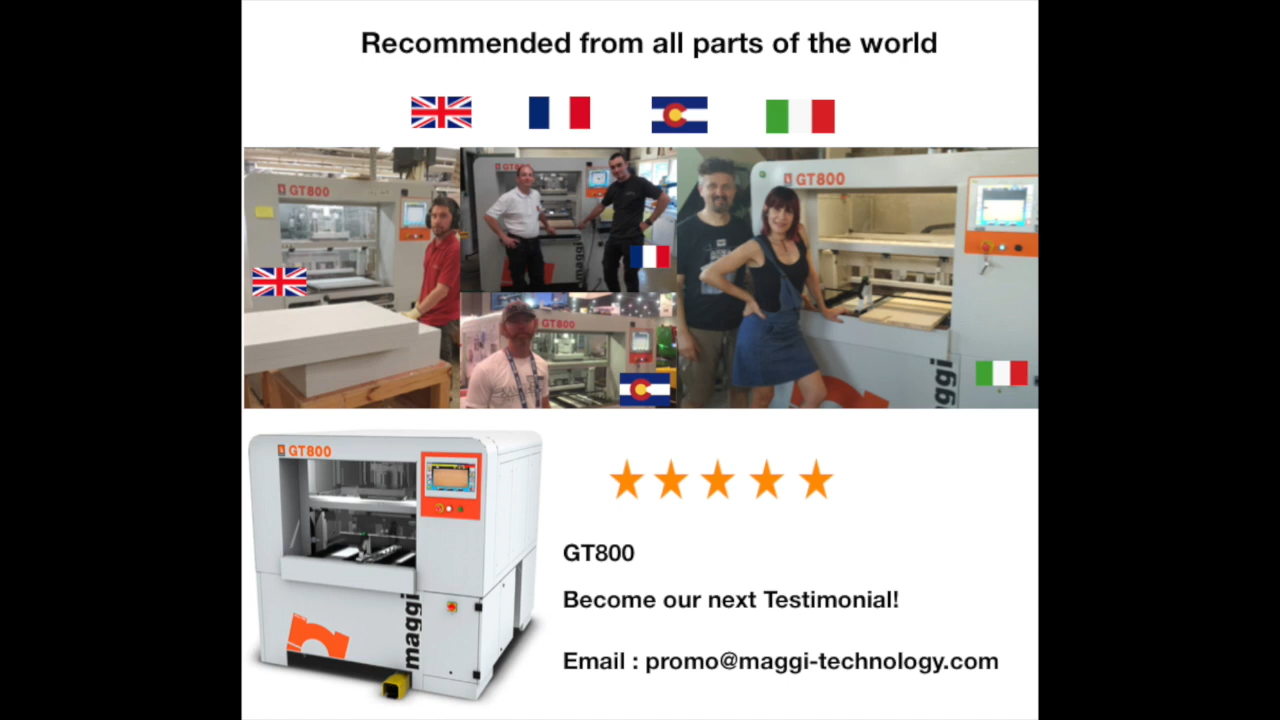 Recommended from all parts of the world
GT800
GT800
GT800
GT800
maggi
maggi
GT800
maggi
GT800
Become our next Testimonial!
Email : promo@maggi-technology.com